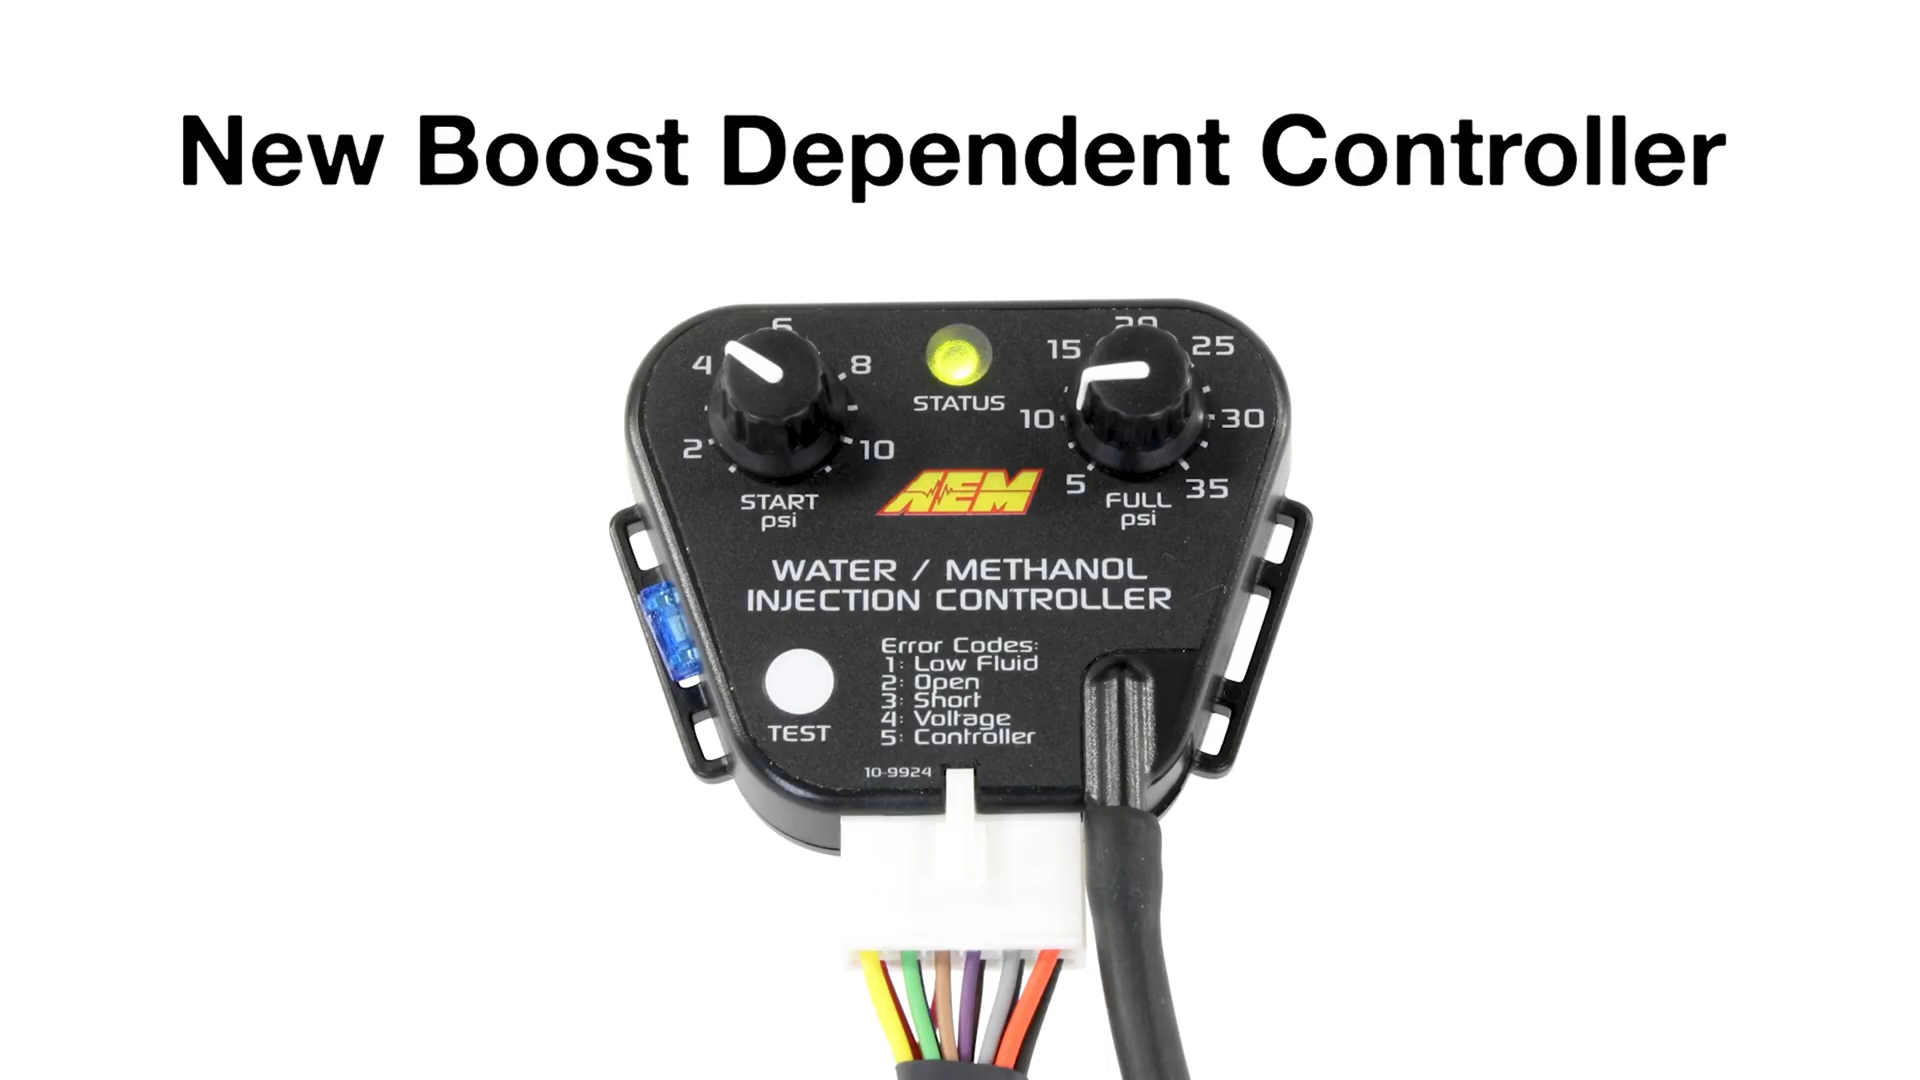 New Boost Dependent Controller
6
4
8
2
10
START
psi
STATUS
20
15
25
10
30
5
35
FULL
psi
AEM
WATER / METHANOL
INJECTION CONTROLLER
TEST
Error Codes:
1: Low Fluid
2: Open
3: Short
4: Voltage
5: Controller
10-9924